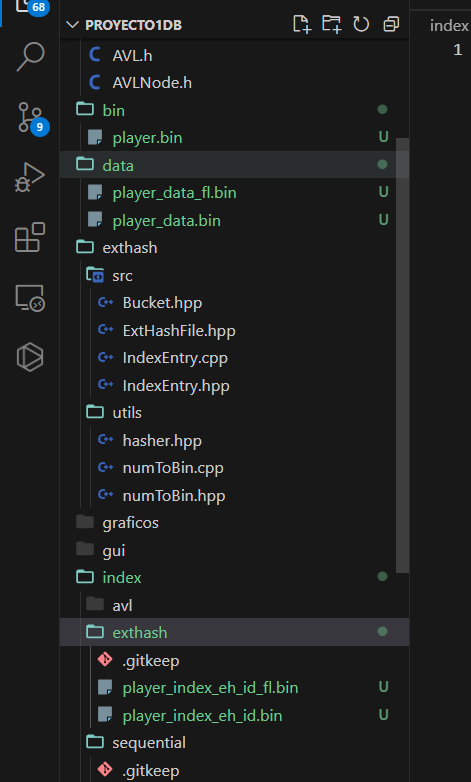 68
PROYECTO1DB
index
1
AVL.h
AVLNode.h
bin
player.bin U
data
player_data_fl.bin U
player_data.bin U
exthash
src
Bucket.hpp
ExtHashFile.hpp
IndexEntry.cpp
IndexEntry.hpp
utils
hasher.hpp
numToBin.cpp
numToBin.hpp
graficos
gui
index
avl
exthash
.gitkeep
player_index_eh_id_fl.bin U
player_index_eh_id.bin U
sequential
.gitkeep
9